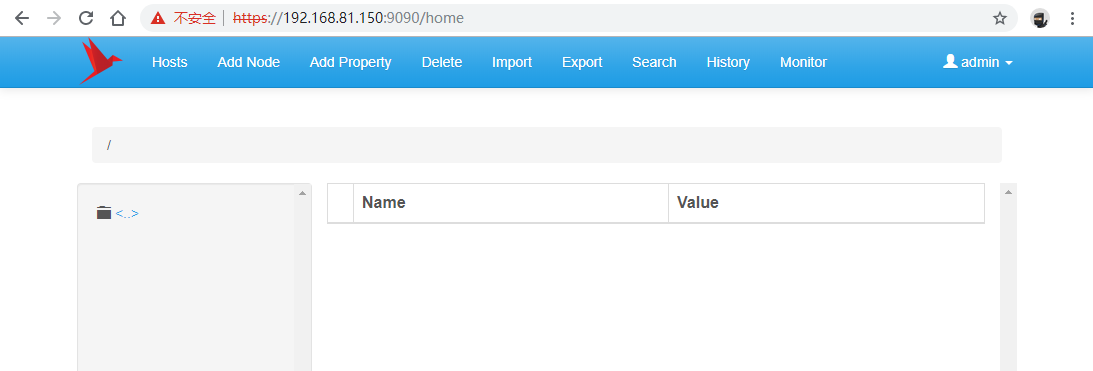 不安全 | https://192.168.81.150:9090/home
Hosts Add Node Add Property Delete Import Export Search History Monitor admin
/
<..>
Name Value